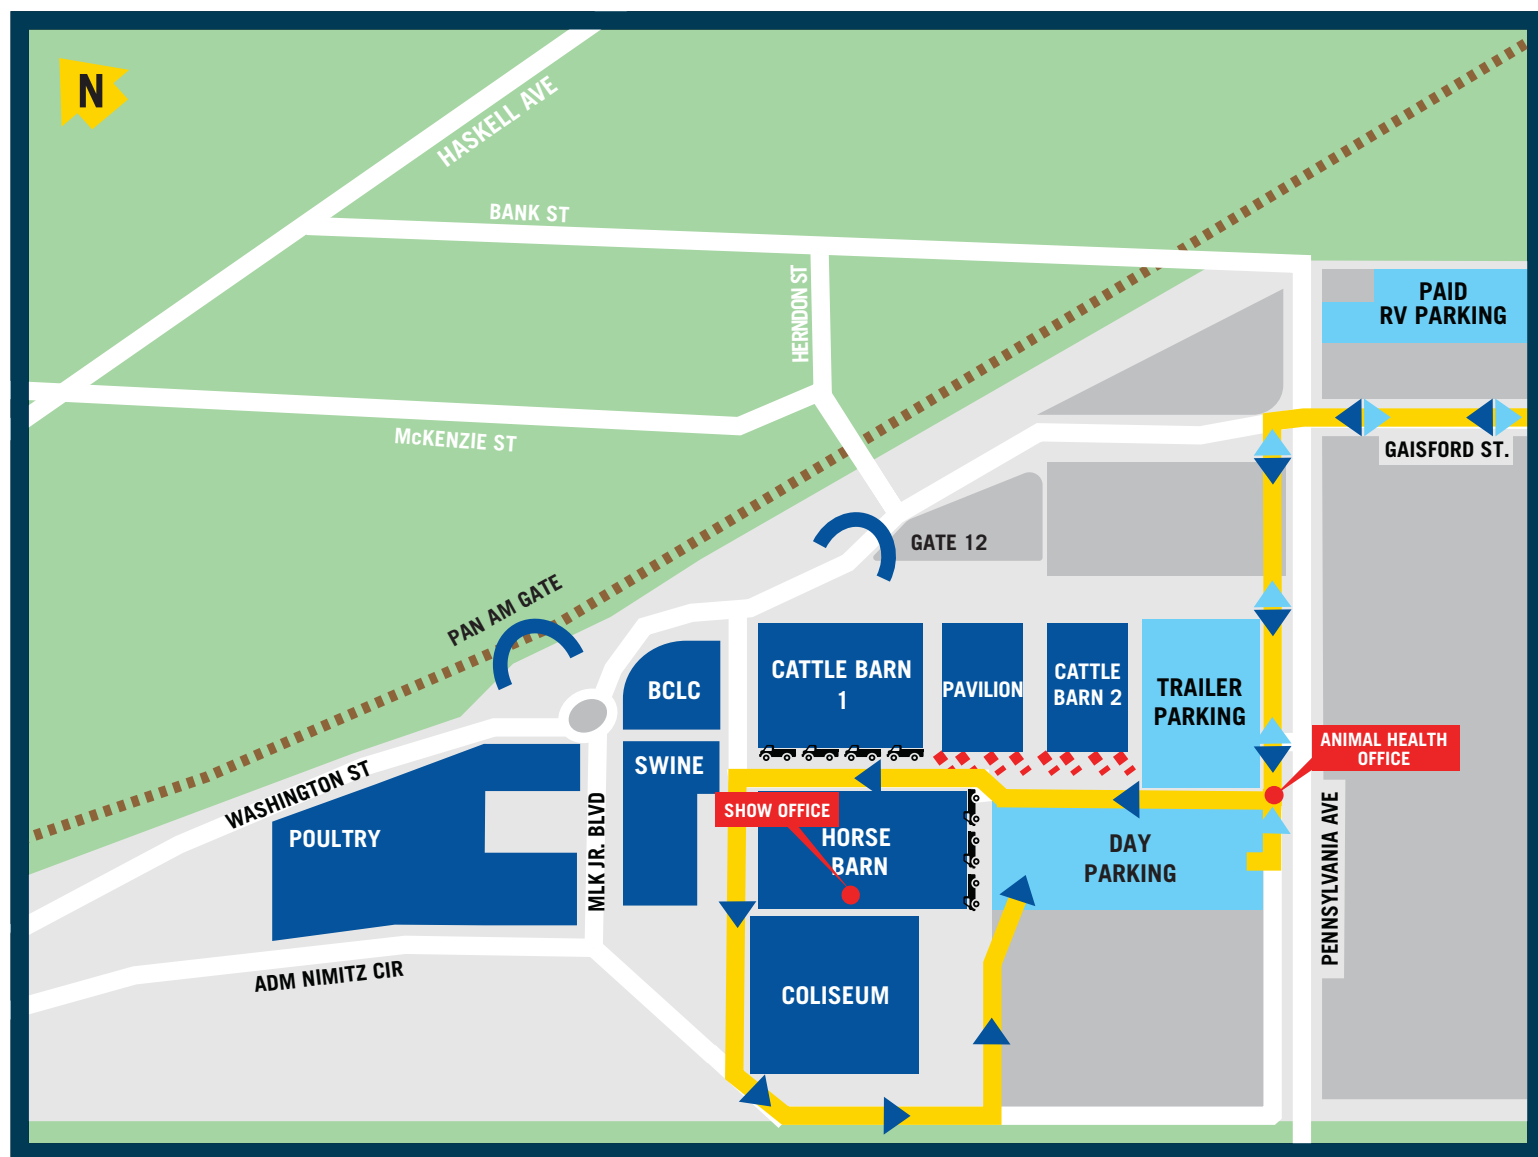 N
HASKELL AVE
BANK ST
HERNDON ST
McKENZIE ST
PAID
RV PARKING
GAISFORD ST.
GATE 12
PAN AM GATE
BCLC
CATTLE BARN
1
PAVILION
CATTLE
BARN 2
TRAILER
PARKING
ANIMAL HEALTH
OFFICE
SWINE
WASHINGTON ST
POULTRY
MLK JR. BLVD
SHOW OFFICE
HORSE
BARN
DAY
PARKING
PENNSYLVANIA AVE
ADM NIMITZ CIR
COLISEUM